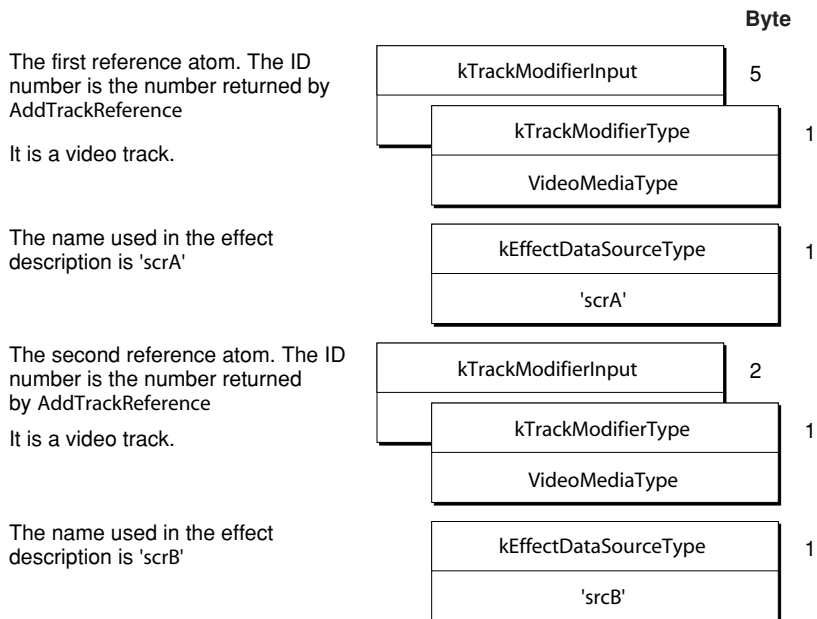 Byte
The first reference atom. The ID
number is the number returned by
AddTrackReference
kTrackModifierInput
5
It is a video track.
kTrackModifierType
1
VideoMediaType
The name used in the effect
description is 'scrA'
kEffectDataSourceType
1
'scrA'
The second reference atom. The ID
number is the number returned
by AddTrackReference
kTrackModifierInput
2
It is a video track.
kTrackModifierType
1
VideoMediaType
The name used in the effect
description is 'scrB'
kEffectDataSourceType
1
'srcB'